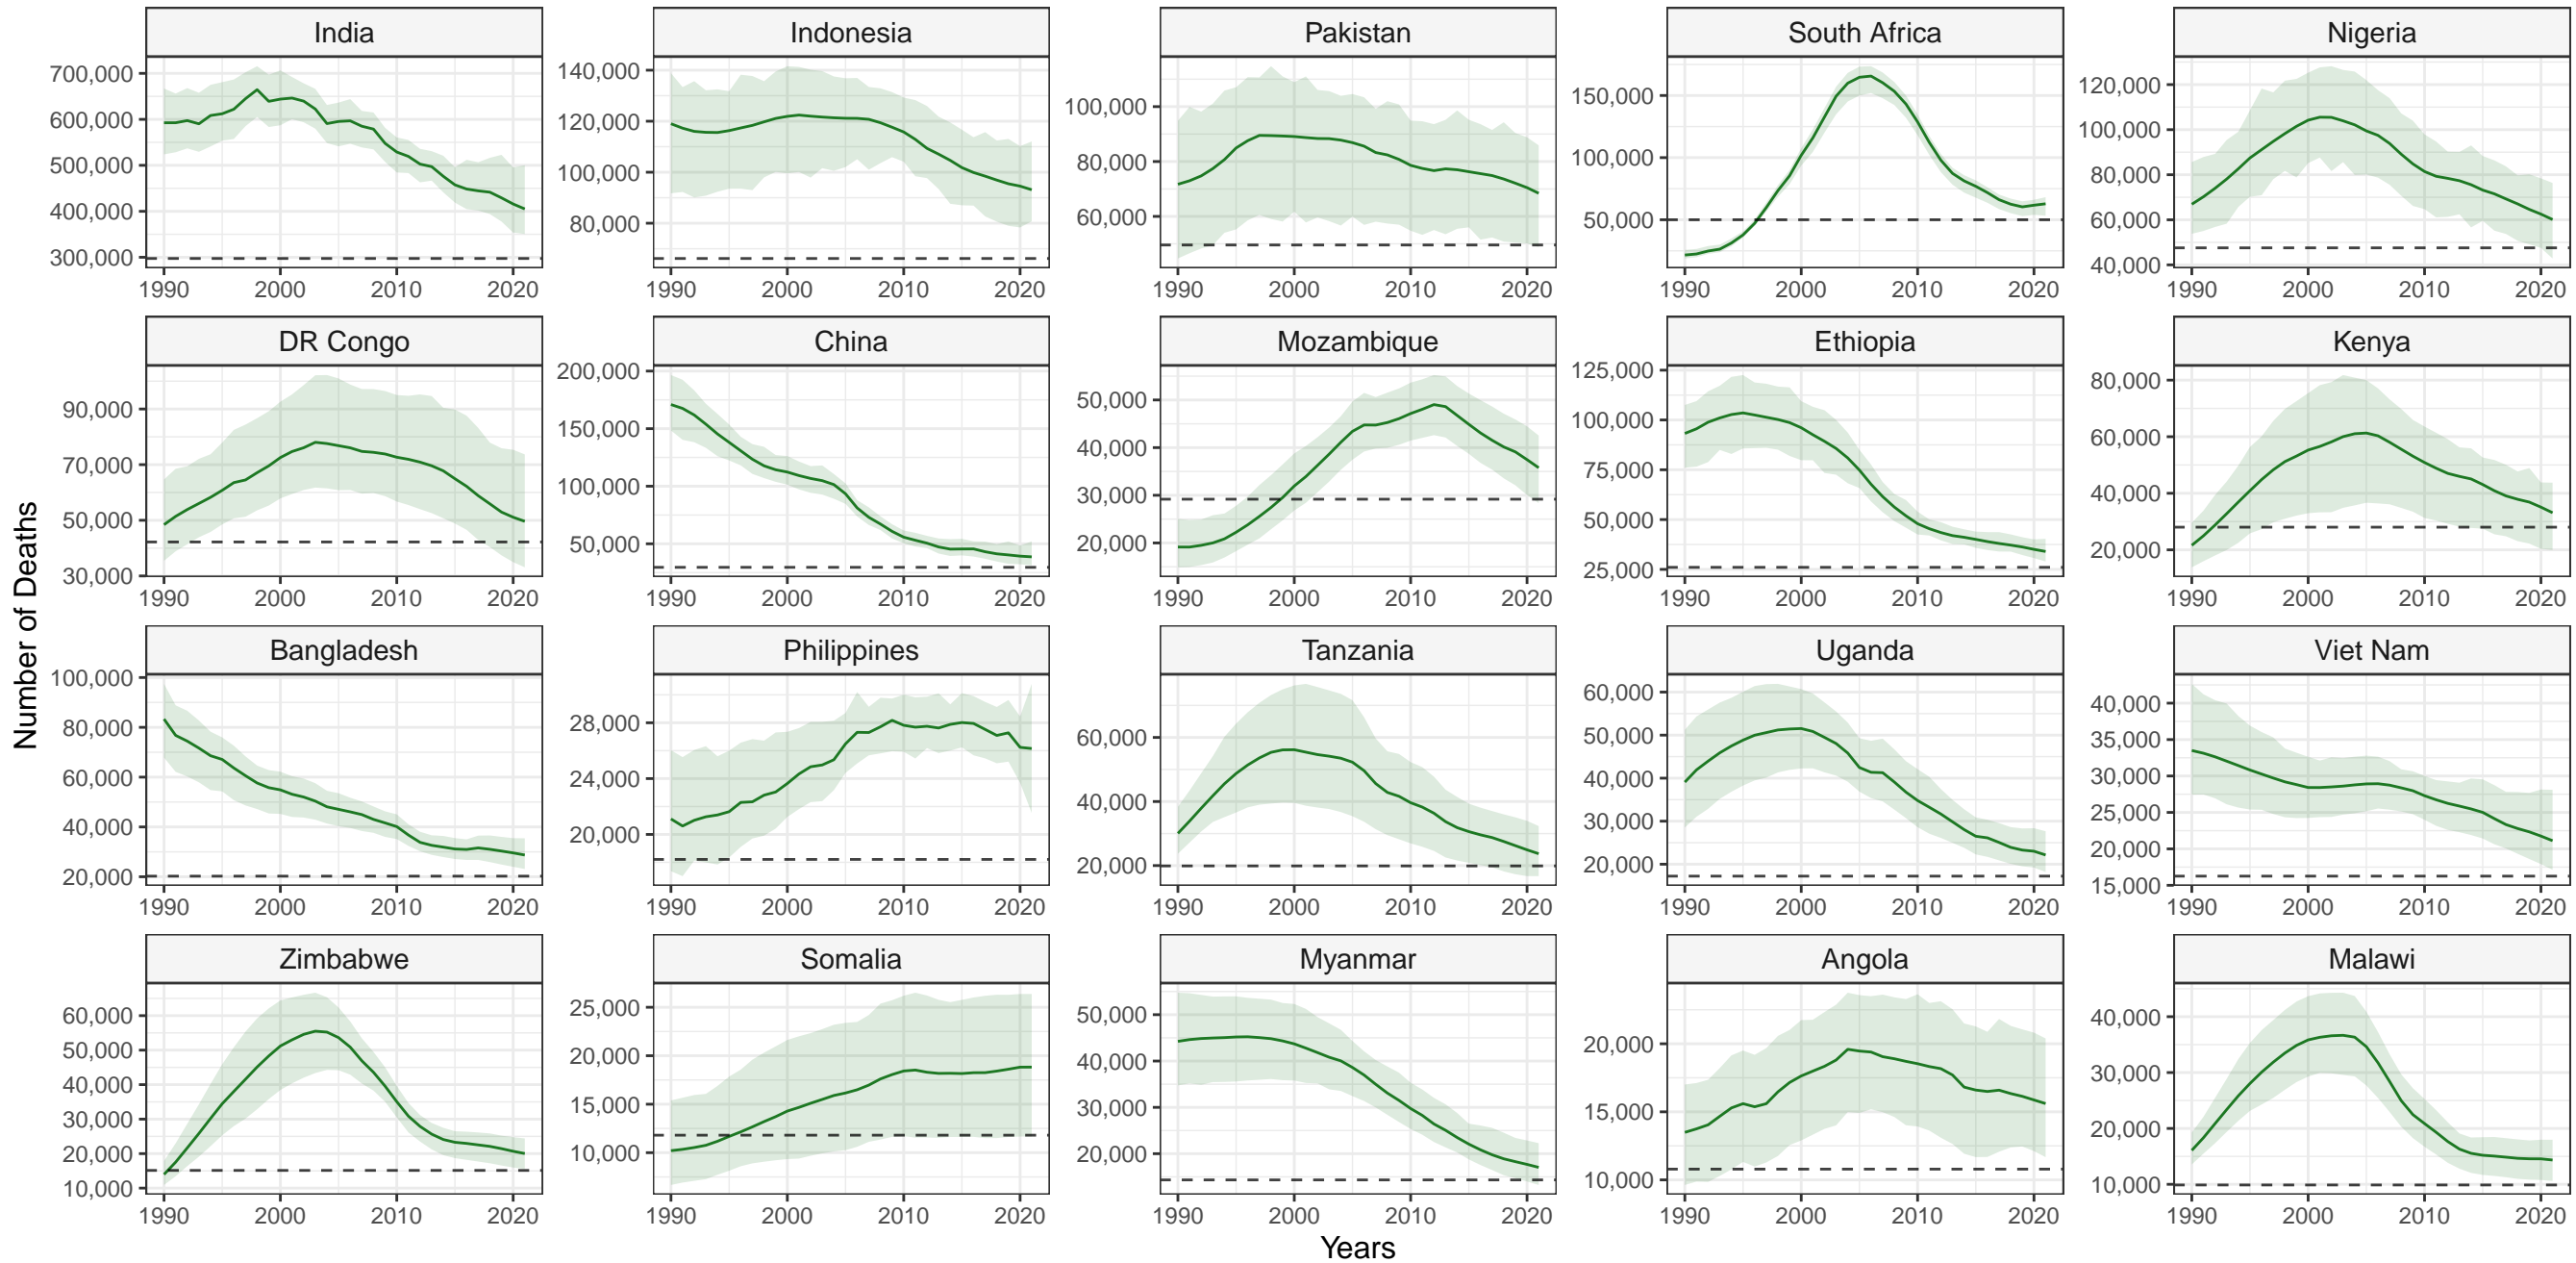 India
Indonesia
Pakistan
South Africa
Nigeria
700,000
600,000
500,000
400,000
300,000
140,000
120,000
100,000
80,000
100,000
80,000
60,000
150,000
100,000
50,000
120,000
100,000
80,000
60,000
40,000
1990 2000 2010 2020
1990 2000 2010 2020
1990 2000 2010 2020
1990 2000 2010 2020
1990 2000 2010 2020
DR Congo
China
Mozambique
Ethiopia
Kenya
90,000
70,000
50,000
30,000
200,000
150,000
100,000
50,000
50,000
40,000
30,000
20,000
125,000
100,000
75,000
50,000
25,000
80,000
60,000
40,000
20,000
1990 2000 2010 2020
1990 2000 2010 2020
1990 2000 2010 2020
1990 2000 2010 2020
1990 2000 2010 2020
Number of Deaths
Bangladesh
Philippines
Tanzania
Uganda
Viet Nam
100,000
80,000
60,000
40,000
20,000
28,000
24,000
20,000
60,000
40,000
20,000
60,000
50,000
40,000
30,000
20,000
40,000
35,000
30,000
25,000
20,000
15,000
1990 2000 2010 2020
1990 2000 2010 2020
1990 2000 2010 2020
1990 2000 2010 2020
1990 2000 2010 2020
Zimbabwe
Somalia
Myanmar
Angola
Malawi
60,000
50,000
40,000
30,000
20,000
10,000
25,000
20,000
15,000
10,000
50,000
40,000
30,000
20,000
20,000
15,000
10,000
40,000
30,000
20,000
10,000
1990 2000 2010 2020
1990 2000 2010 2020
1990 2000 2010 2020
1990 2000 2010 2020
1990 2000 2010 2020
Years